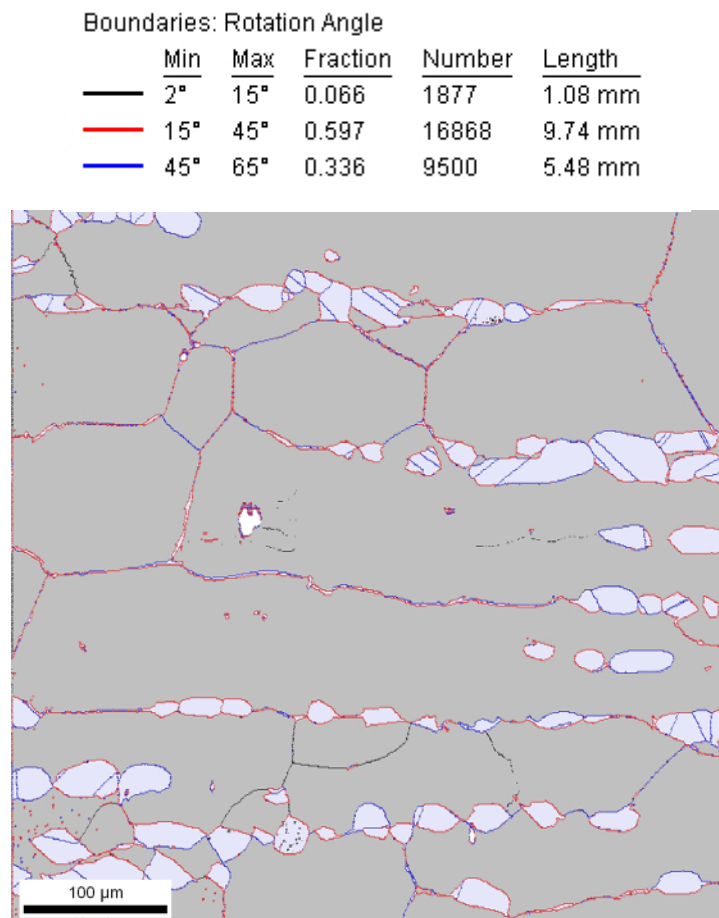 Boundaries: Rotation Angle
Min Max Fraction Number Length
2° 15° 0.066 1877 1.08 mm
15° 45° 0.597 16868 9.74 mm
45° 65° 0.336 9500 5.48 mm
100 µm